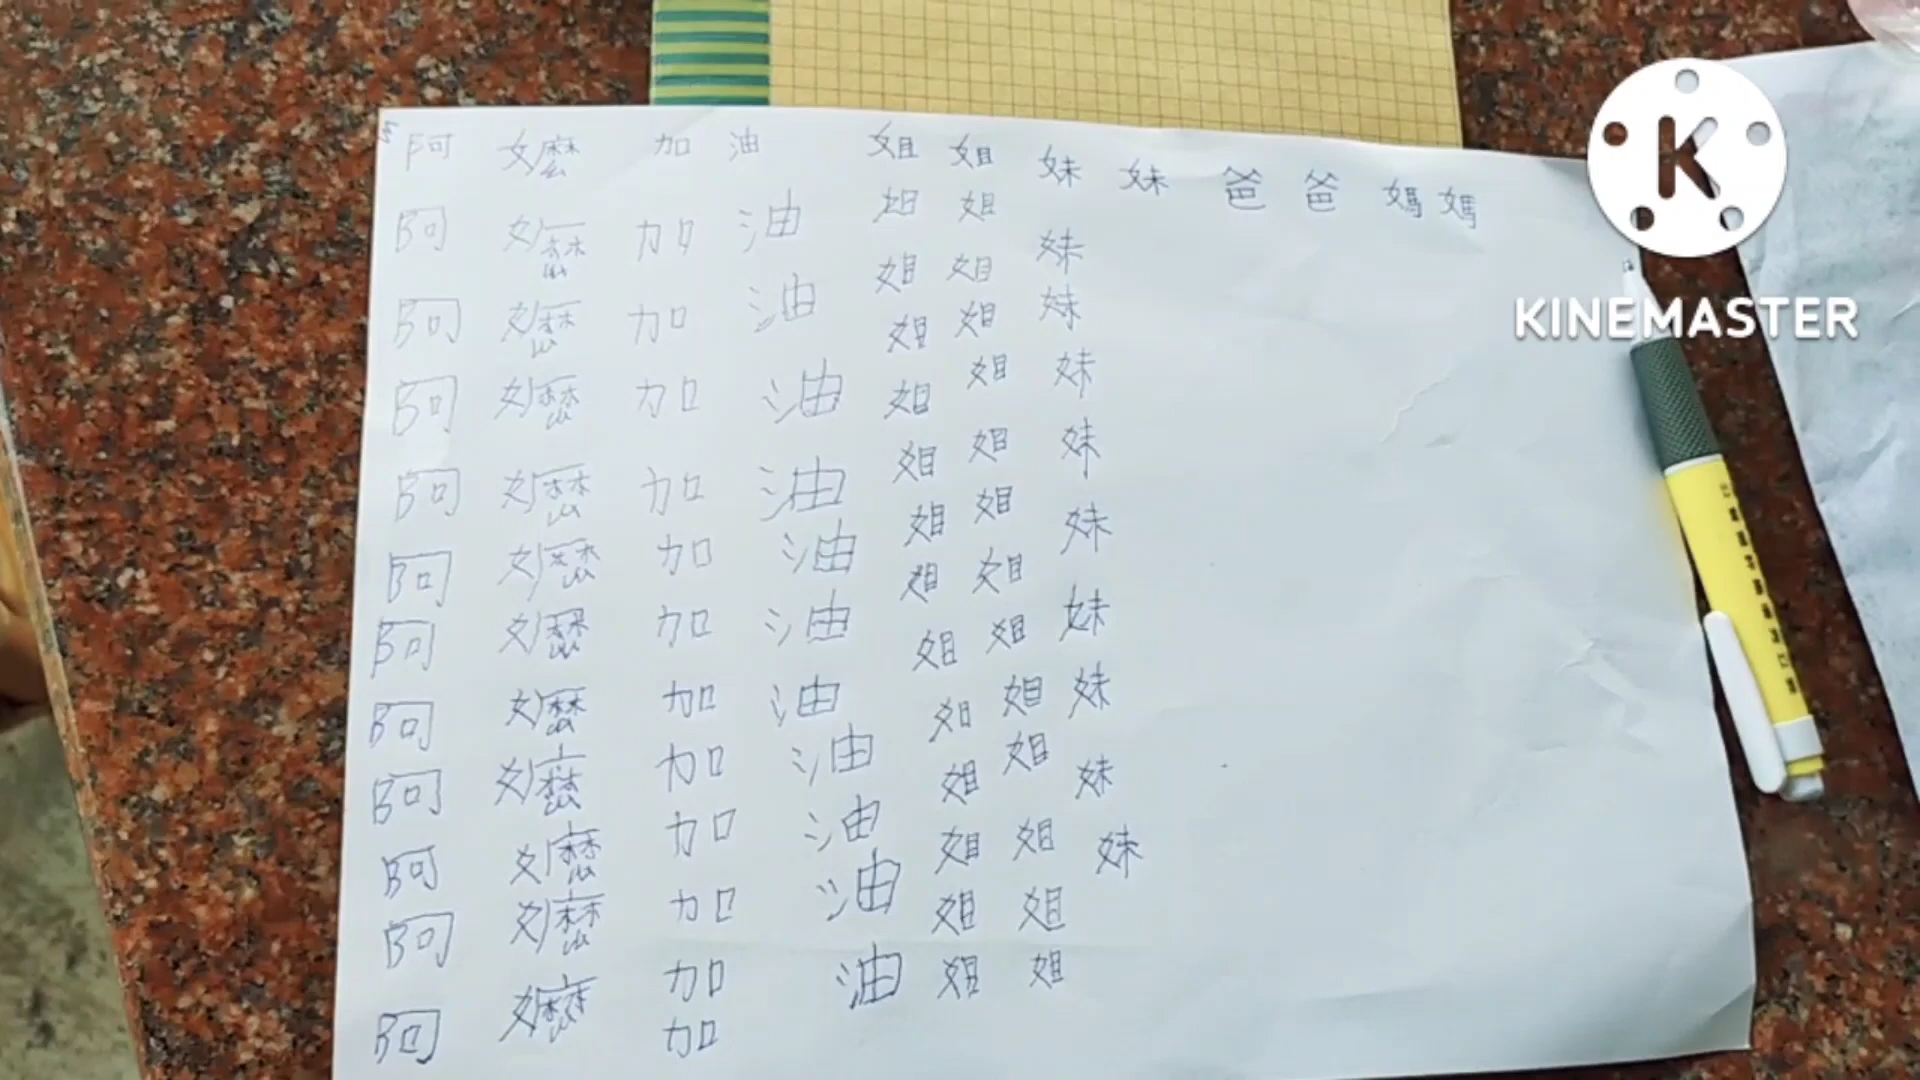 阿 嬤 加 油 姐 姐 妹 妹 爸 爸 媽 媽
阿 嬤 加 油 姐 姐
阿 嬤 加 油 姐 姐 妹
阿 嬤 加 油 姐 姐 妹
阿 嬤 加 油 姐 姐 妹
阿 嬤 加 油 姐 姐 妹
阿 嬤 加 油 姐 姐 妹
阿 嬤 加 油 姐 姐 妹
阿 嬤 加 油 姐 姐 妹
阿 嬤 加 油 姐 姐 妹
阿 嬤 加 油 姐 姐 妹
阿 嬤 加 油 姐 姐
加 姐 姐
KINEMASTER